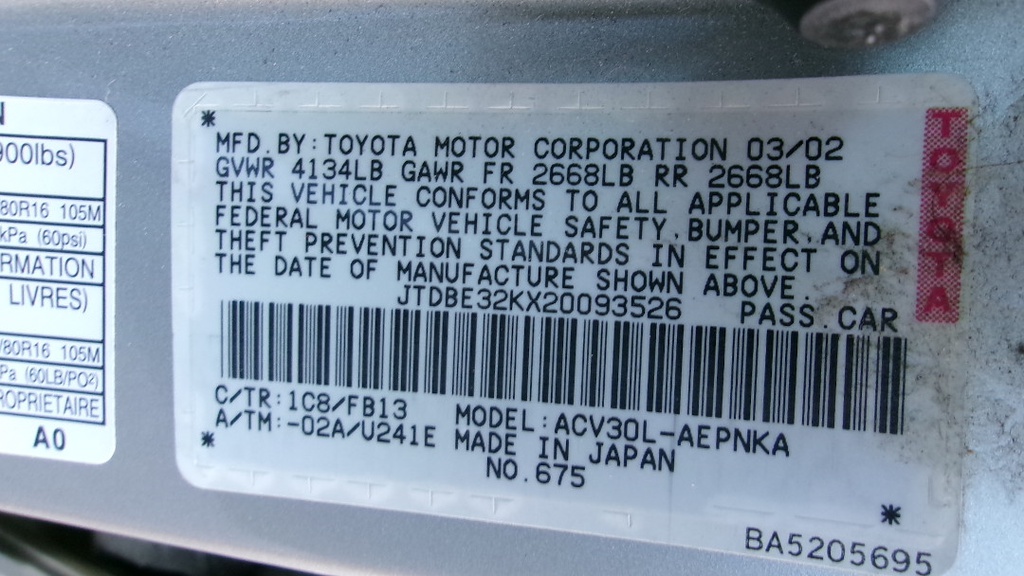 N
900lbs)
80R16 105M
kPa (60psi)
RMATION
LIVRES)
/80R16 105M
Pa (60LB/PO²)
ROPRIETAIRE
A0
*
MFD.BY:TOYOTA MOTOR CORPORATION 03/02
GVWR 4134LB GAWR FR 2668LB RR 2668LB
THIS VEHICLE CONFORMS TO ALL APPLICABLE
FEDERAL MOTOR VEHICLE SAFETY,BUMPER,AND
THEFT PREVENTION STANDARDS IN EFFECT ON
THE DATE OF MANUFACTURE SHOWN ABOVE.
JTDBE32KX20093526 PASS.CAR
C/TR:1C8/FB13 MODEL:ACV30L-AEPNKA
A/TM:-02A/U241E MADE IN JAPAN
* NO.675 *
BA5205695
TOYOTA